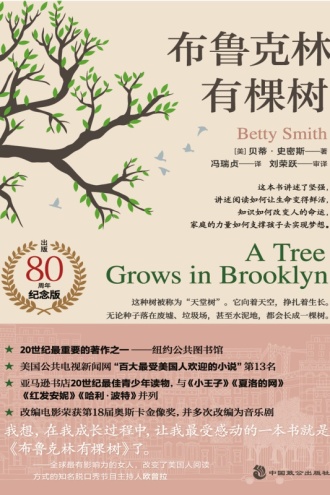 布鲁克林
有棵树
Betty Smith
[美]贝蒂·史密斯——著
冯瑞贞——译 刘荣跃——审译
这本书讲述了坚强,
讲述阅读如何让生命变得鲜活,
知识如何改变人的命运,
家庭的力量如何支撑孩子去实现梦想。
A Tree
Grows in Brooklyn
出版
80
周年
纪念版
这种树被称为“天堂树”。它向着天空,挣扎着生长。
无论种子落在废墟、垃圾场,甚至水泥地,都会长成一棵树。
★ 20世纪最重要的著作之一——纽约公共图书馆
★ 美国公共电视新闻网“百大最受美国人欢迎的小说”第13名
★ 亚马逊书店20世纪最佳青少年读物,与《小王子》《夏洛的网》
《红发安妮》《哈利·波特》并列
★ 改编电影荣获第18届奥斯卡金像奖,并多次改编为音乐剧
我想,在我成长过程中,让我最受感动的一本书就是
《布鲁克林有棵树》了。
——全球最有影响力的女人,改变了美国人阅读
方式的知名脱口秀节目主持人欧普拉
中国致公出版社